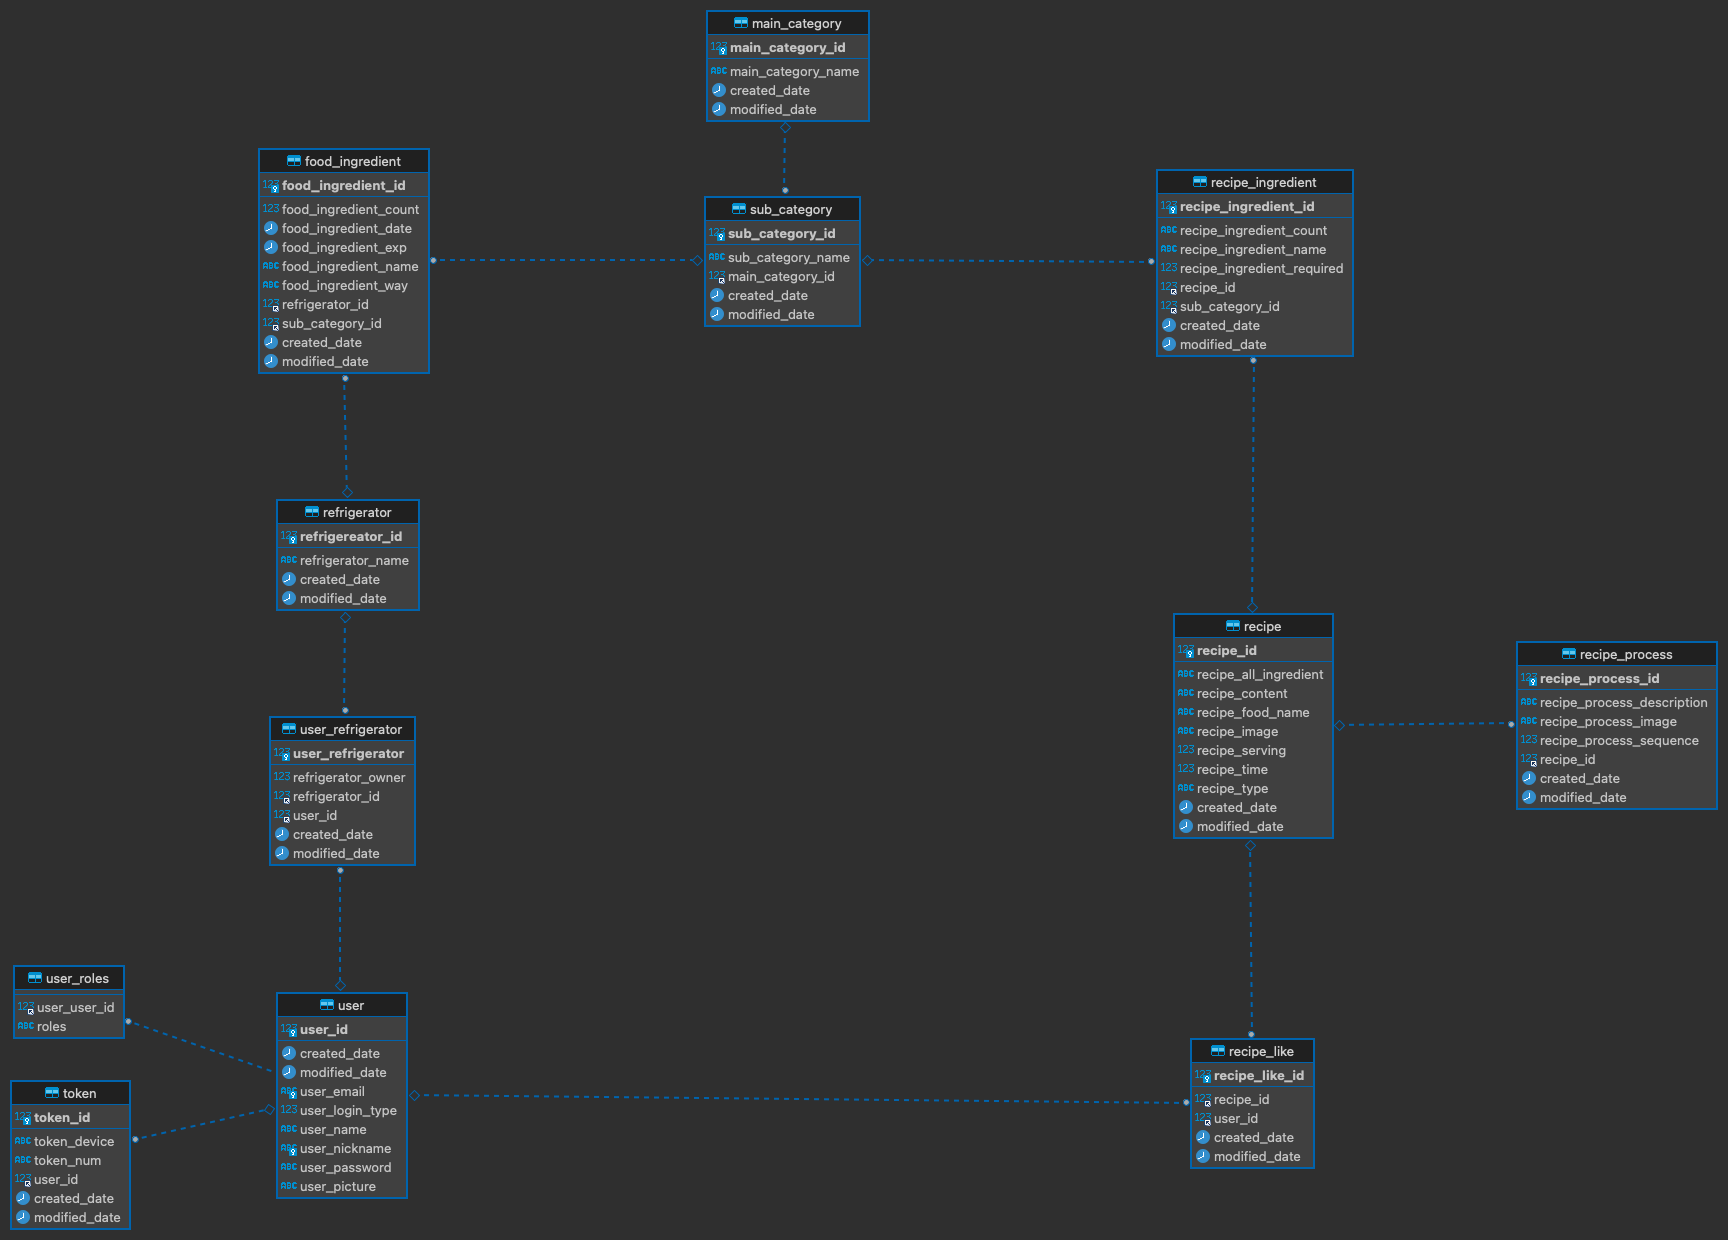 main_category
main_category_id
main_category_name
created_date
modified_date
food_ingredient
food_ingredient_id
food_ingredient_count
food_ingredient_date
food_ingredient_exp
food_ingredient_name
food_ingredient_way
refrigerator_id
sub_category_id
created_date
modified_date
sub_category
sub_category_id
sub_category_name
main_category_id
created_date
modified_date
recipe_ingredient
recipe_ingredient_id
recipe_ingredient_count
recipe_ingredient_name
recipe_ingredient_required
recipe_id
sub_category_id
created_date
modified_date
refrigerator
refrigereator_id
refrigerator_name
created_date
modified_date
recipe
recipe_id
recipe_all_ingredient
recipe_content
recipe_food_name
recipe_image
recipe_serving
recipe_time
recipe_type
created_date
modified_date
recipe_process
recipe_process_id
recipe_process_description
recipe_process_image
recipe_process_sequence
recipe_id
created_date
modified_date
user_refrigerator
user_refrigerator
refrigerator_owner
refrigerator_id
user_id
created_date
modified_date
user_roles
user_user_id
roles
user
user_id
created_date
modified_date
user_email
user_login_type
user_name
user_nickname
user_password
user_picture
token
token_id
token_device
token_num
user_id
created_date
modified_date
recipe_like
recipe_like_id
recipe_id
user_id
created_date
modified_date